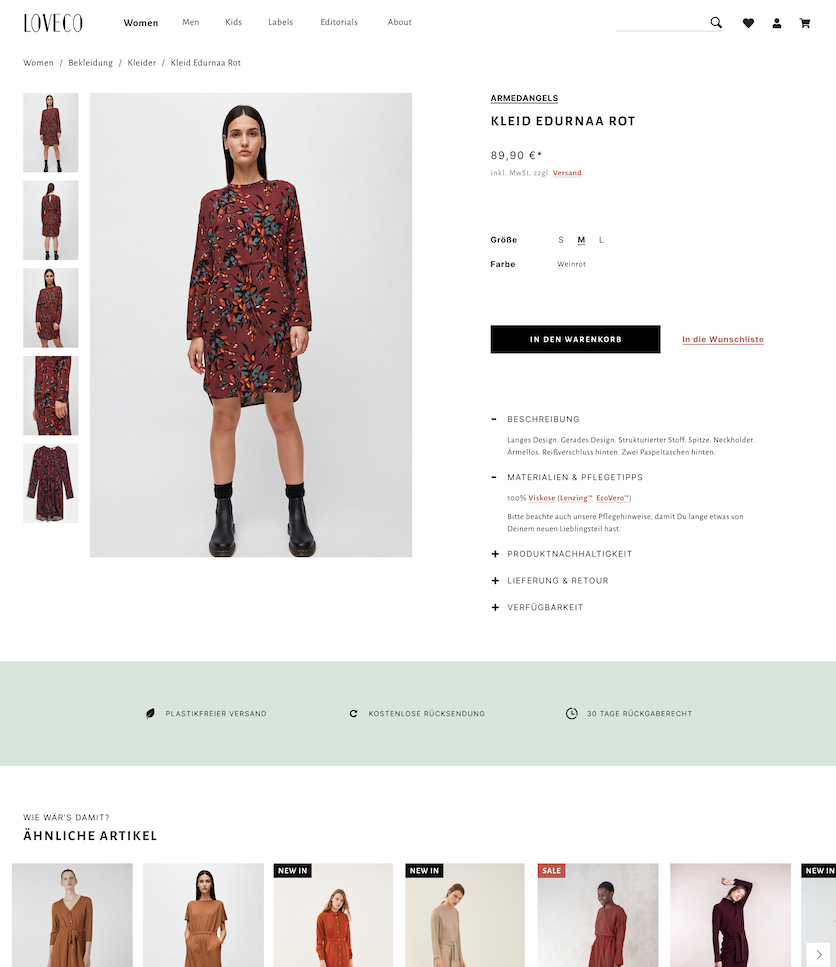 LOVECO
Women Men Kids Labels Editorials About
Women / Bekleidung / Kleider / Kleid Edurnaa Rot
ARMEDANGELS
KLEID EDURNAA ROT
89,90 €*
inkl. MwSt. zzgl. Versand
Größe S M L
Farbe Weinrot
IN DEN WARENKORB In die Wunschliste
BESCHREIBUNG
Langes Design. Gerades Design. Strukturierter Stoff. Spitze. Neckholder.
Ärmellos. Reißverschluss hinten. Zwei Paspeltaschen hinten.
MATERIALIEN & PFLEGETIPPS
100% Viskose (Lenzing™ EcoVero™)
Bitte beachte auch unsere Pflegehinweise, damit Du lange etwas von
Deinem neuen Lieblingsteil hast.
PRODUKTNACHHALTIGKEIT
LIEFERUNG & RETOUR
VERFÜGBARKEIT
PLASTIKFREIER VERSAND KOSTENLOSE RÜCKSENDUNG 30 TAGE RÜCKGABERECHT
WIE WÄR'S DAMIT?
ÄHNLICHE ARTIKEL
NEW IN NEW IN SALE NEW IN